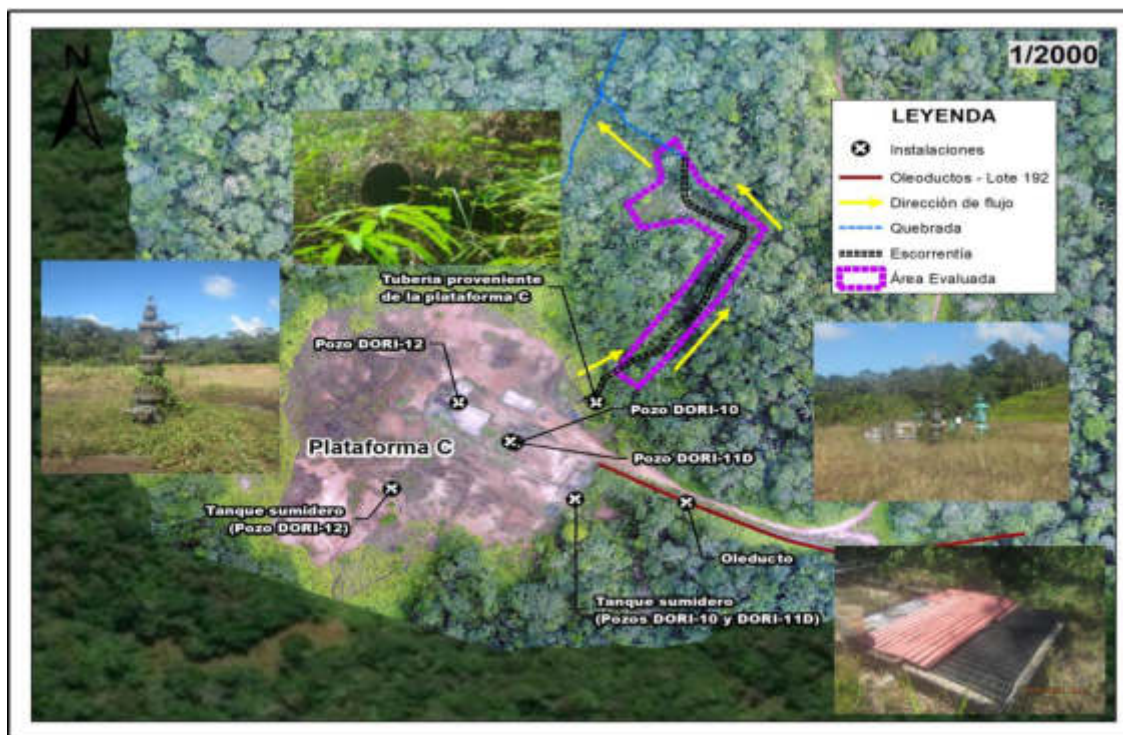 N
1/2000
LEYENDA
Instalaciones
Oleoductos - Lote 192
Dirección de flujo
Quebrada
Escorrentía
Área Evaluada
Tubería proveniente
de la plataforma C
Pozo DORI-12
Pozo DORI-10
Plataforma C
Pozo DORI-11D
Tanque sumidero
(Pozo DORI-12)
Oleducto
Tanque sumidero
(Pozos DORI-10 y DORI-11D)